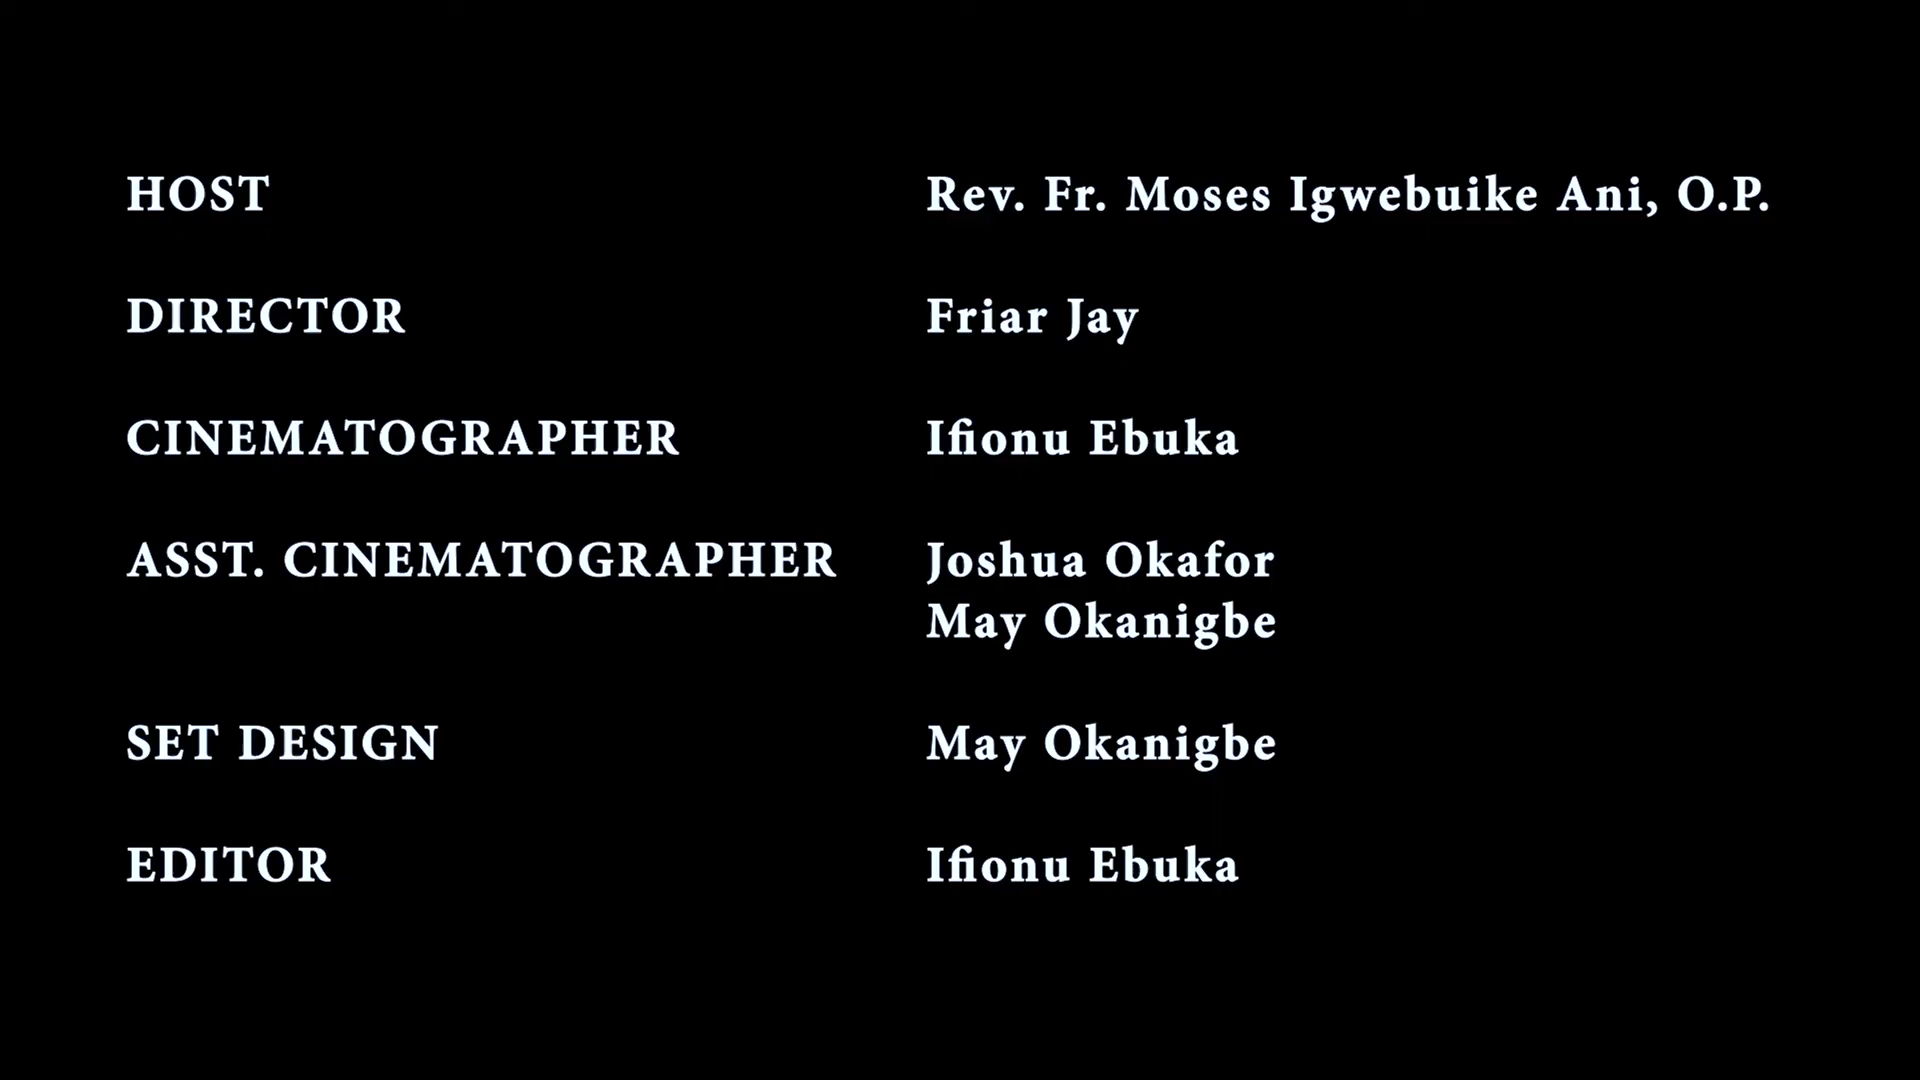 HOST Rev. Fr. Moses Igwebuike Ani, O.P.
DIRECTOR Friar Jay
CINEMATOGRAPHER Ifionu Ebuka
ASST. CINEMATOGRAPHER Joshua Okafor
May Okanigbe
SET DESIGN May Okanigbe
EDITOR Ifionu Ebuka